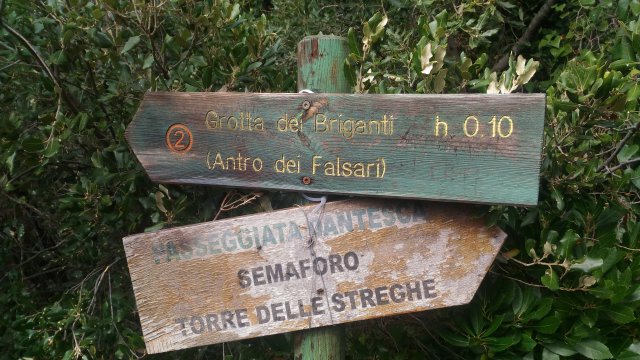 2 Grotta dei Briganti h 0.10
(Antro dei Falsari)
PASSEGGIATA DANTESCA
SEMAFORO
TORRE DELLE STREGHE